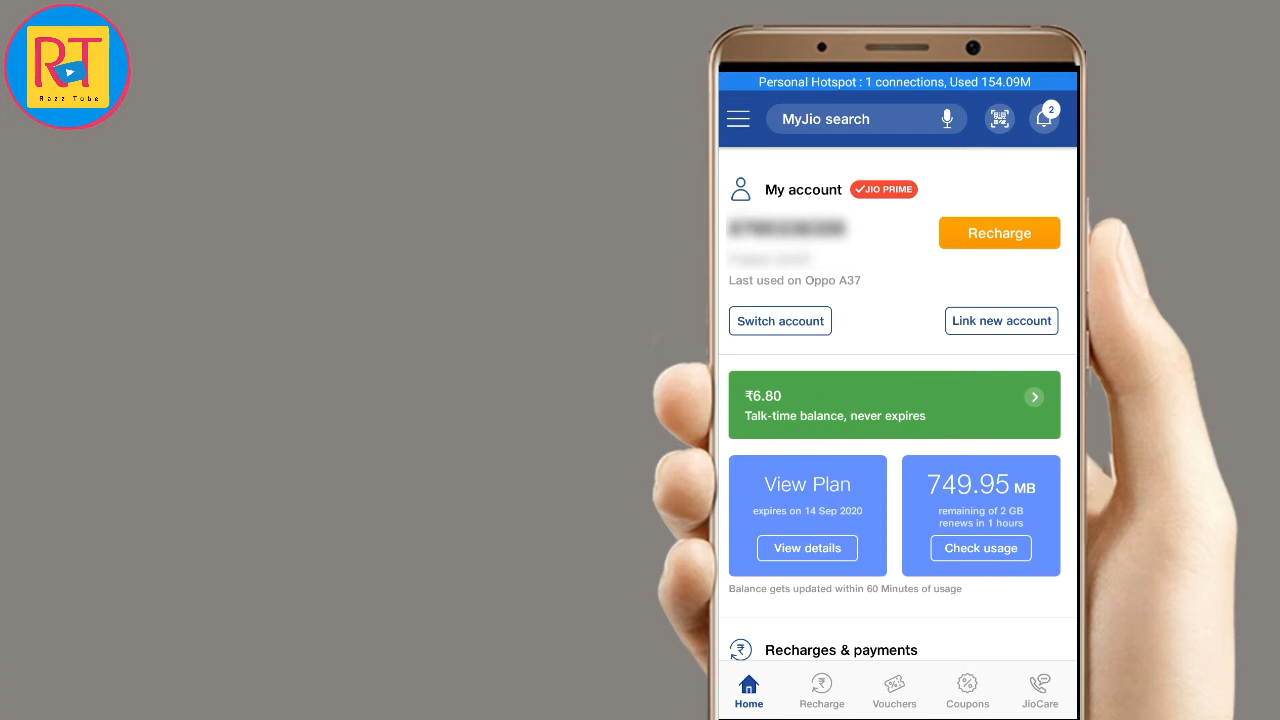 RT
Razz Tube
Personal Hotspot : 1 connections, Used 154.09M
MyJio search
2
My account
JIO PRIME
Recharge
Last used on Oppo A37
Switch account
Link new account
₹6.80
Talk-time balance, never expires
View Plan
expires on 14 Sep 2020
View details
749.95 MB
remaining of 2 GB
renews in 1 hours
Check usage
Balance gets updated within 60 Minutes of usage
Recharges & payments
Home
Recharge
Vouchers
Coupons
JioCare